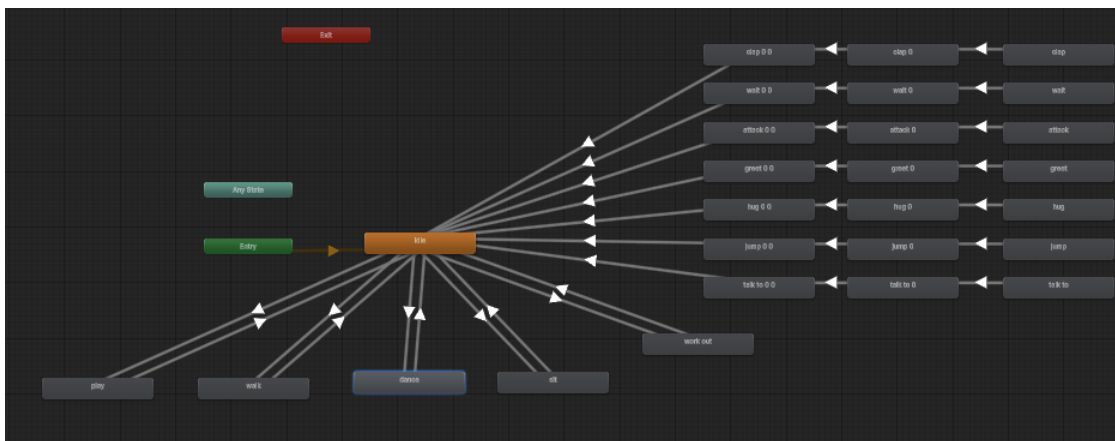 Exit
clap 0 0
clap 0
clap
wait 0 0
wait 0
wait
attack 0 0
attack 0
attack
greet 0 0
greet 0
greet
Any State
hug 0 0
hug 0
hug
Entry
Idle
jump 0 0
jump 0
jump
talk to 0 0
talk to 0
talk to
work out
play
walk
dance
sit